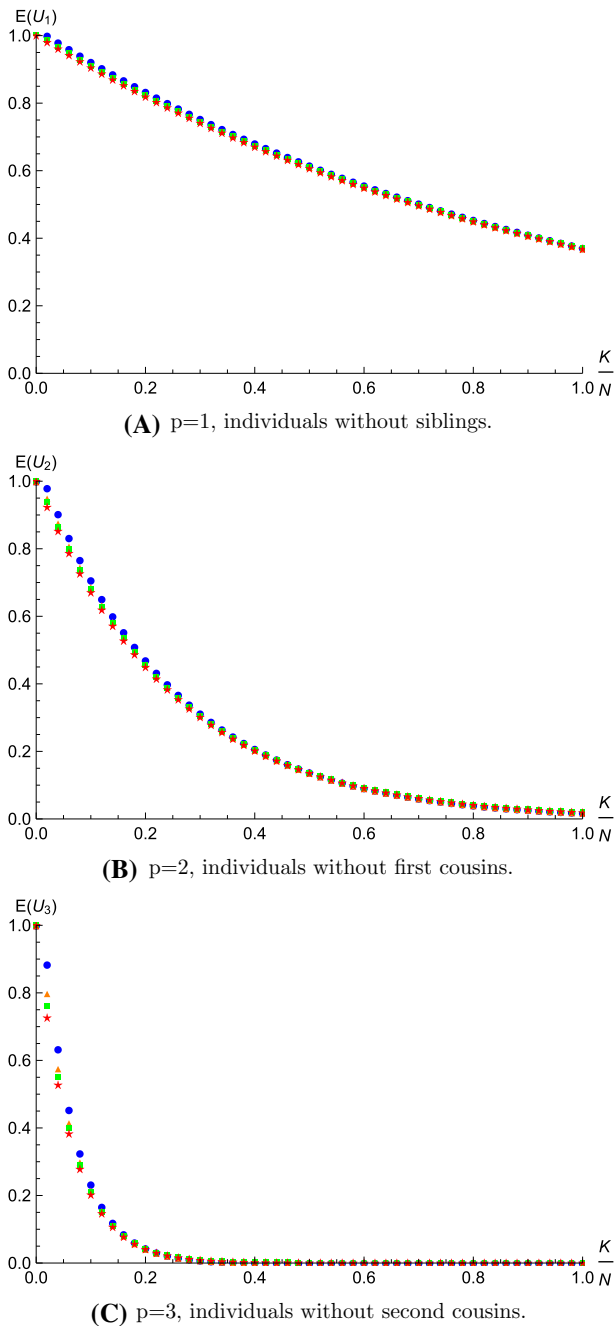 E(U₁)
1.0
0.8
0.6
0.4
0.2
0.0
0.0 0.2 0.4 0.6 0.8 1.0
K
N
(A) p=1, individuals without siblings.
E(U₂)
1.0
0.8
0.6
0.4
0.2
0.0
0.0 0.2 0.4 0.6 0.8 1.0
K
N
(B) p=2, individuals without first cousins.
E(U₃)
1.0
0.8
0.6
0.4
0.2
0.0
0.0 0.2 0.4 0.6 0.8 1.0
K
N
(C) p=3, individuals without second cousins.